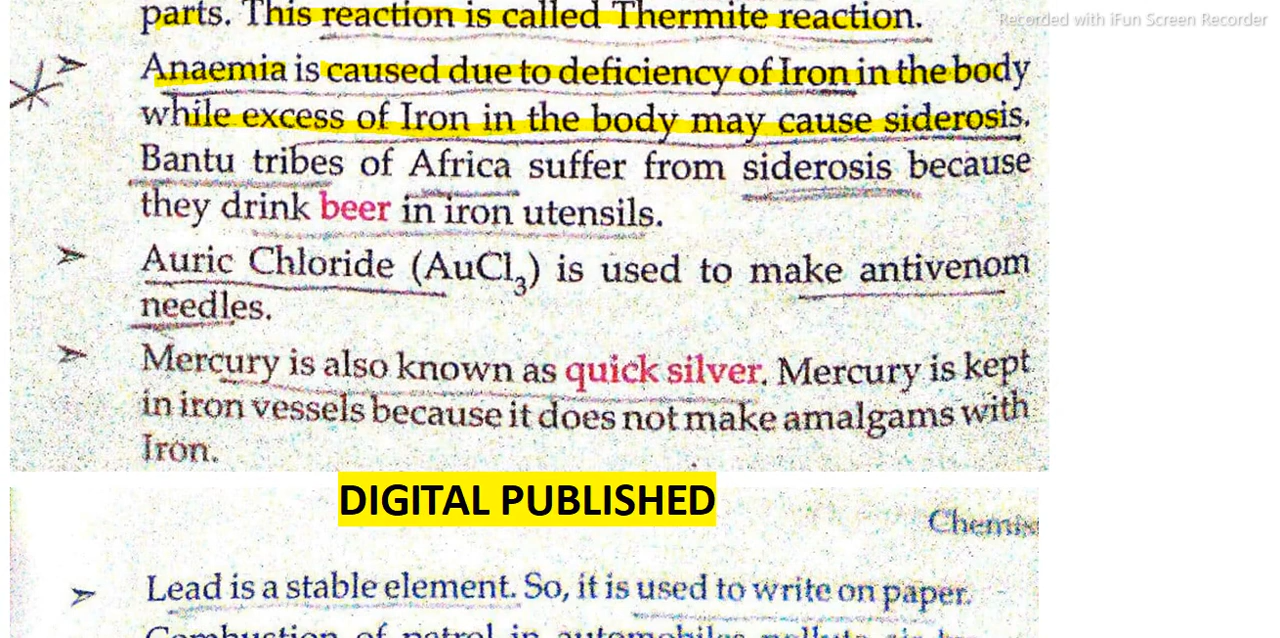 parts. This reaction is called Thermite reaction.
Recorded with iFun Screen Recorder
➢ Anaemia is caused due to deficiency of Iron in the body
while excess of Iron in the body may cause siderosis.
Bantu tribes of Africa suffer from siderosis because
they drink beer in iron utensils.
➢ Auric Chloride (AuCl₃) is used to make antivenom
needles.
➢ Mercury is also known as quick silver. Mercury is kept
in iron vessels because it does not make amalgams with
Iron.
DIGITAL PUBLISHED
➢ Lead is a stable element. So, it is used to write on paper.
Combustion of petrol in automobiles